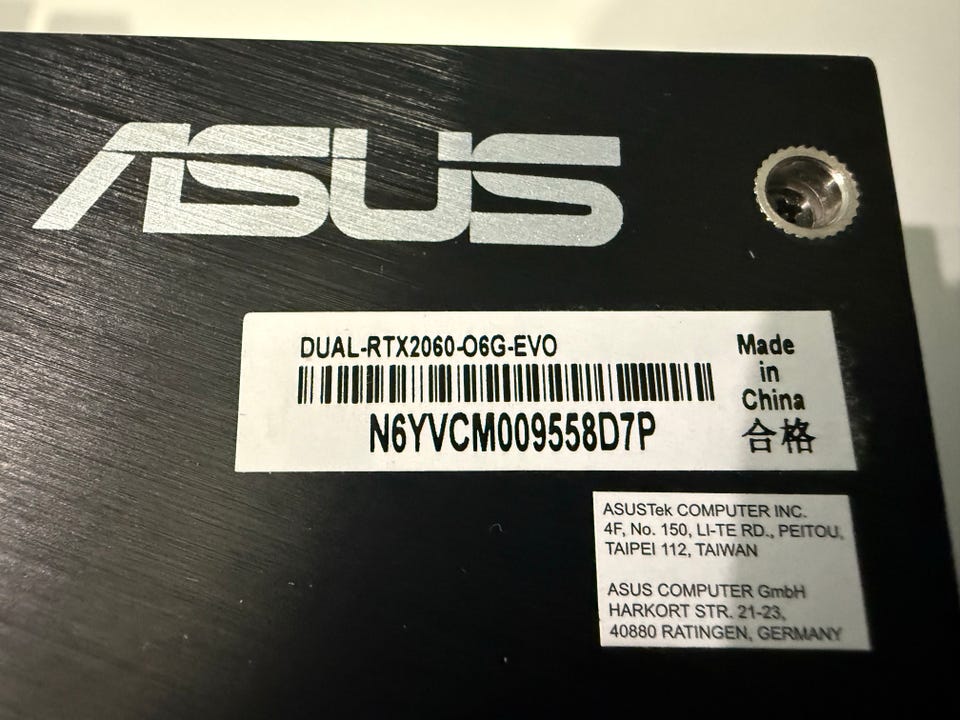 ASUS
DUAL-RTX2060-O6G-EVO
N6YVCM009558D7P
Made
in
China
合格
ASUSTek COMPUTER INC.
4F, No. 150, LI-TE RD., PEITOU,
TAIPEI 112, TAIWAN
ASUS COMPUTER GmbH
HARKORT STR. 21-23,
40880 RATINGEN, GERMANY